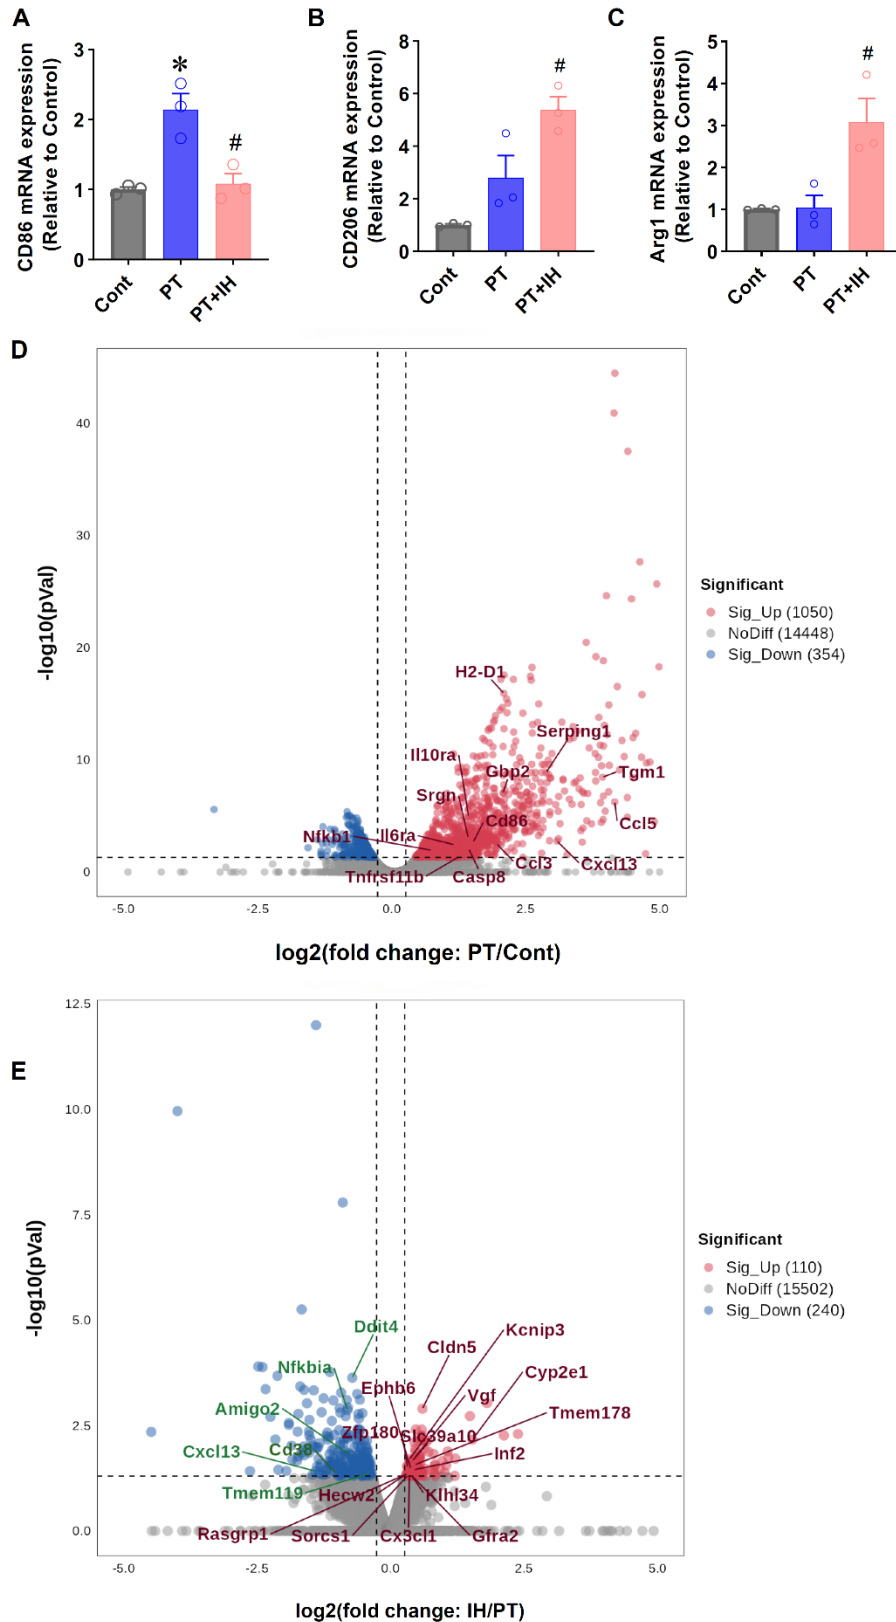 A
CD86 mRNA expression
(Relative to Control)
3
2
1
0
*
#
Cont
PT
PT+IH
B
CD206 mRNA expression
(Relative to Control)
8
6
4
2
0
#
Cont
PT
PT+IH
C
Arg1 mRNA expression
(Relative to Control)
5
4
3
2
1
0
#
Cont
PT
PT+IH
D
-log10(pVal)
40
30
20
10
0
H2-D1
Serping1
Il10ra
Gbp2
Tgm1
Srgn
Cd86
Ccl5
Nfkb1
Il6ra
Ccl3
Cxcl13
Tnfrsf11b
Casp8
-5.0
-2.5
0.0
2.5
5.0
log2(fold change: PT/Cont)
Significant
Sig_Up (1050)
NoDiff (14448)
Sig_Down (354)
E
-log10(pVal)
12.5
10.0
7.5
5.0
2.5
0.0
Ddit4
Kcnip3
Cldn5
Nfkbia
Cyp2e1
Ephb6
Vgf
Amigo2
Tmem178
Zfp180
Slc39a10
Cxcl13
Cd38
Inf2
Tmem119
Hecw2
Klhl34
Rasgrp1
Sorcs1
Cx3cl1
Gfra2
-5.0
-2.5
0.0
2.5
5.0
log2(fold change: IH/PT)
Significant
Sig_Up (110)
NoDiff (15502)
Sig_Down (240)